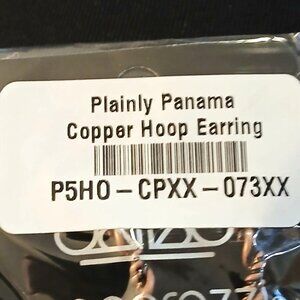 Plainly Panama
Copper Hoop Earring
P5HO-CPXX-073XX